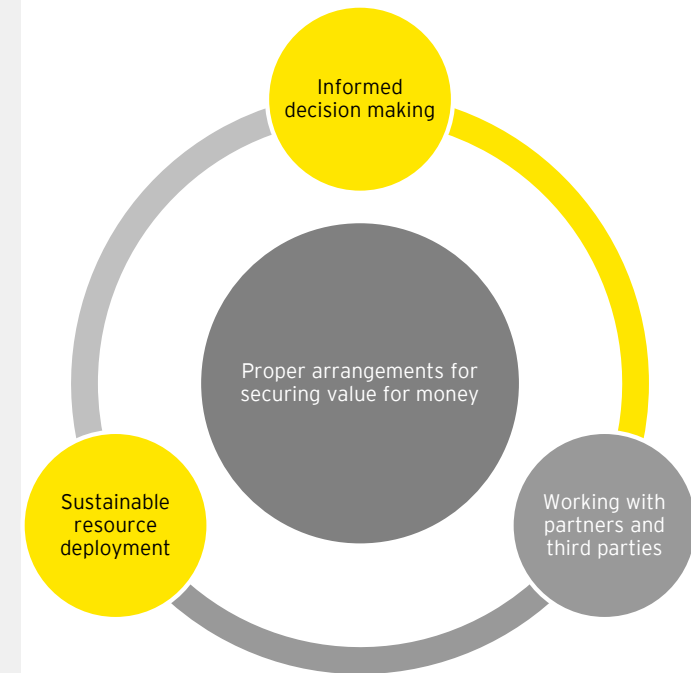 Informed
decision making
Proper arrangements for
securing value for money
Sustainable
resource
deployment
Working with
partners and
third parties